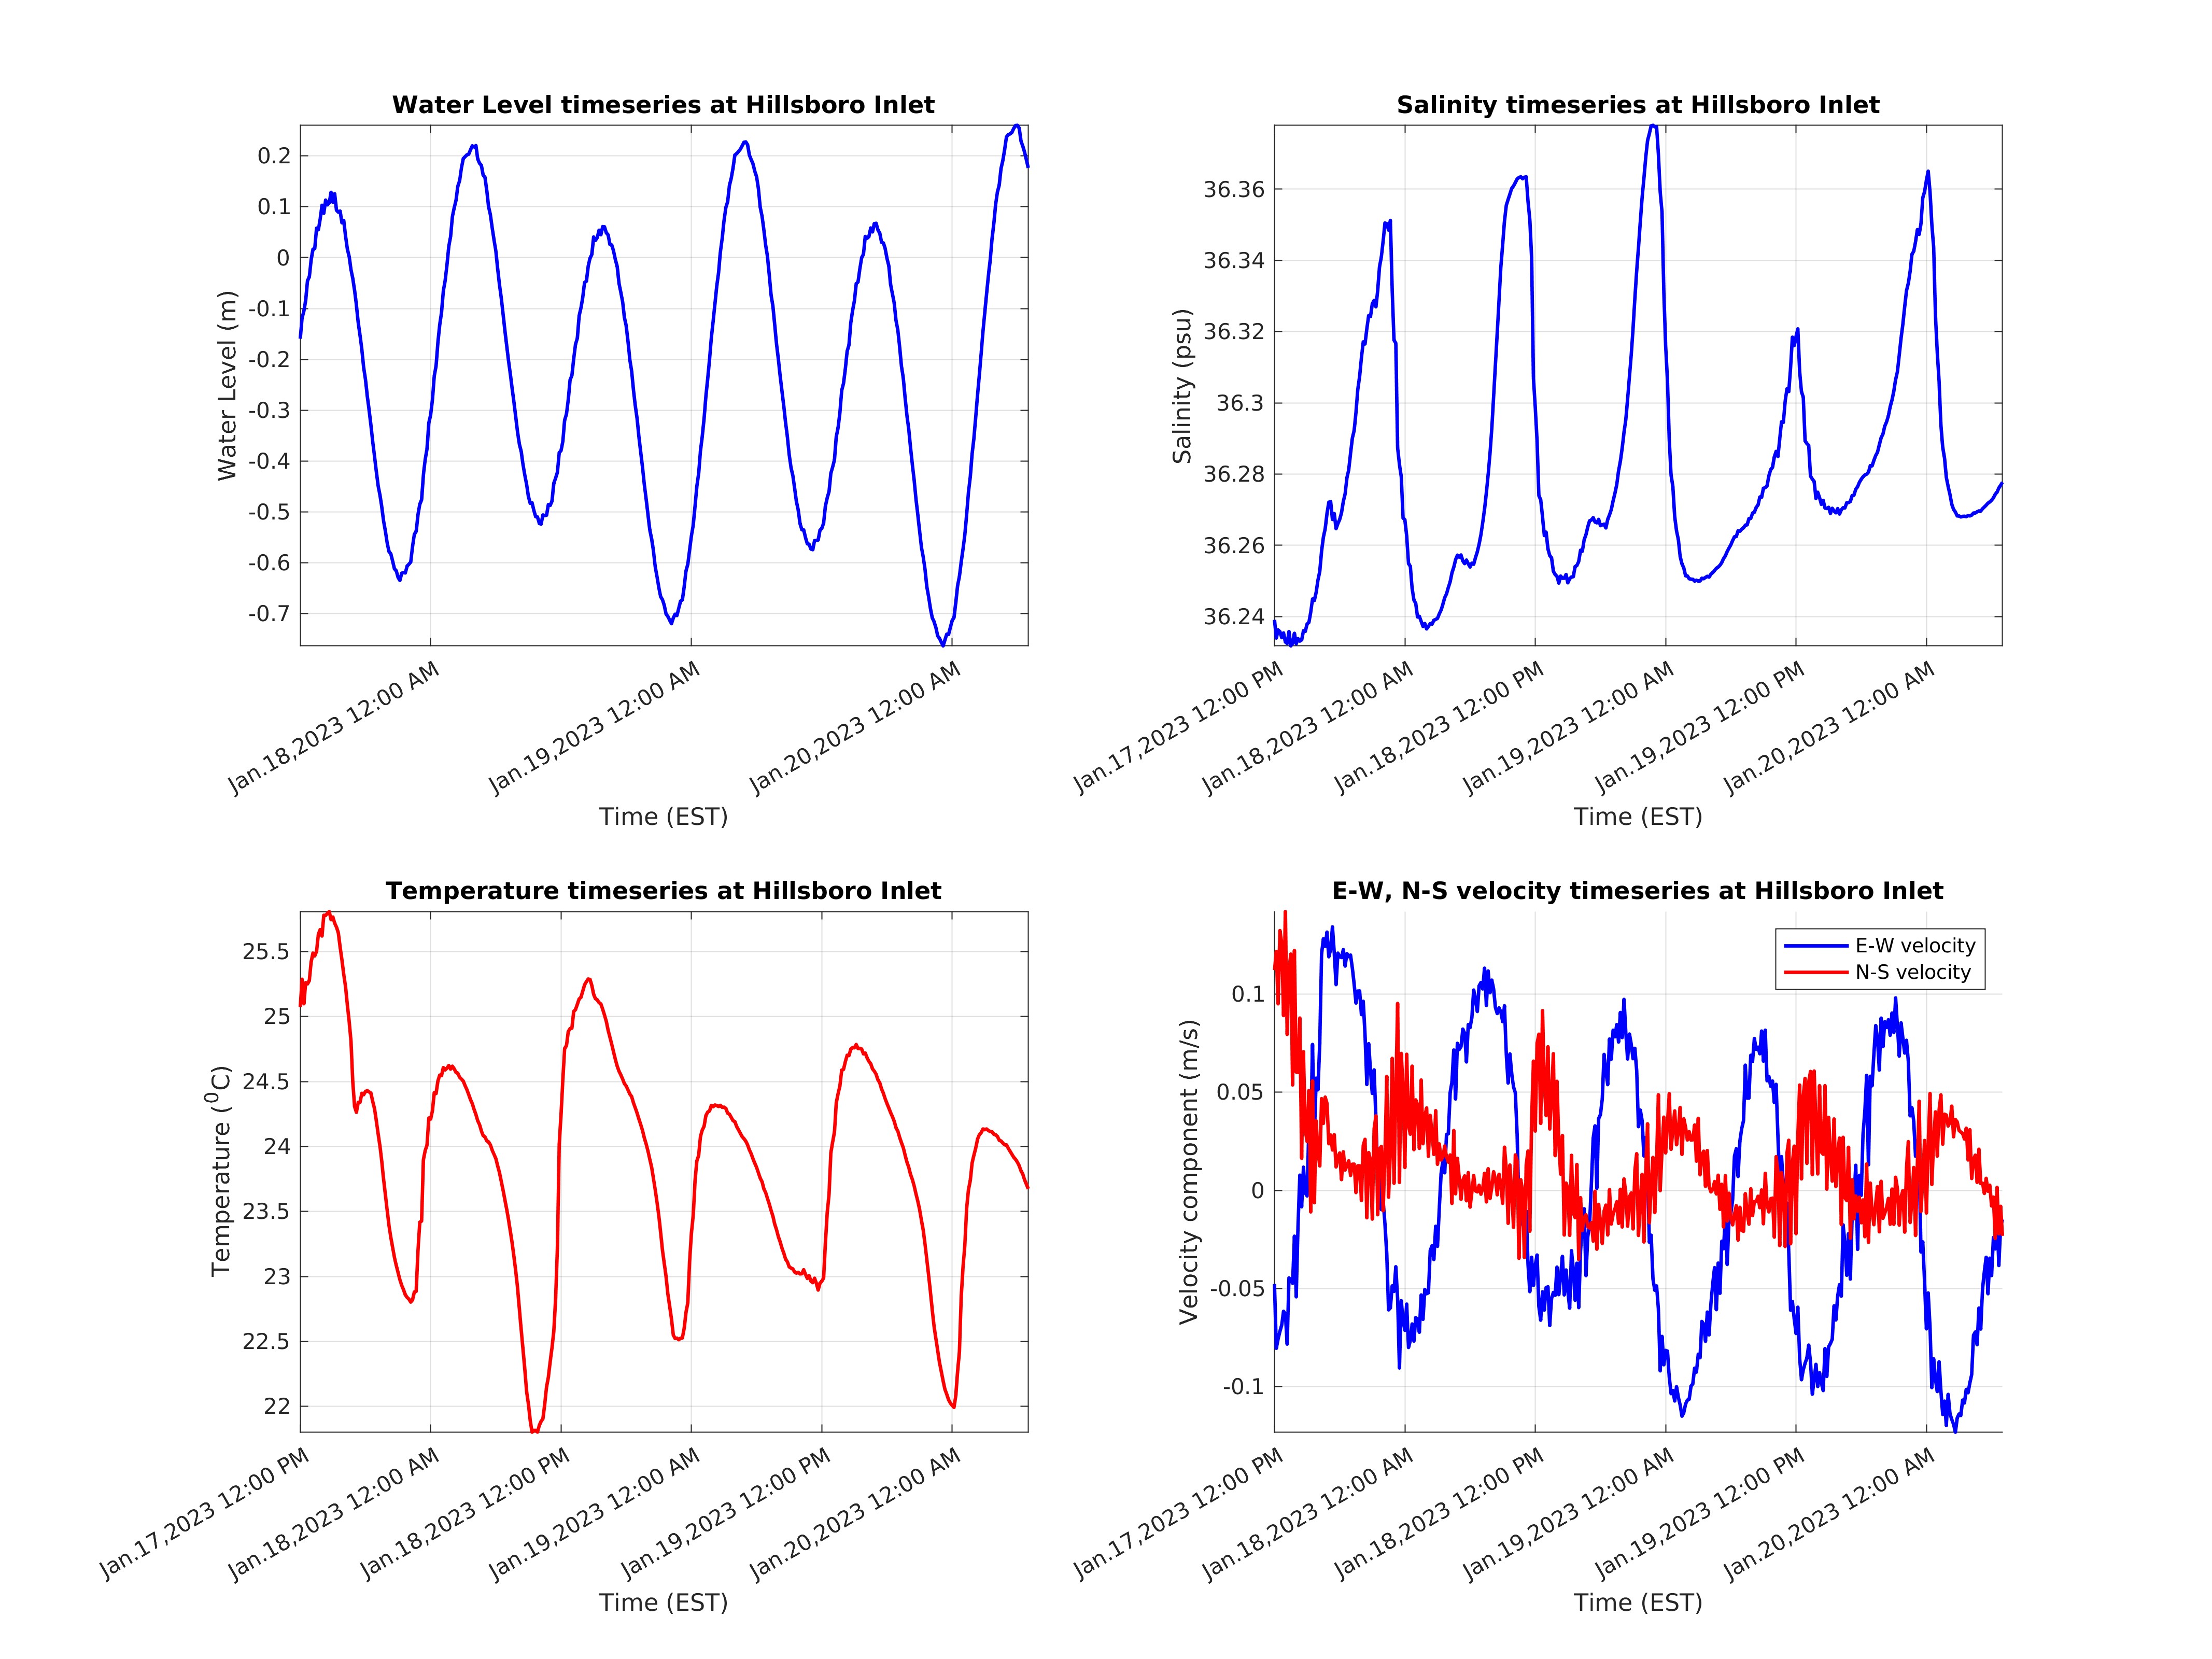 Water Level timeseries at Hillsboro Inlet
Water Level (m)
0.2
0.1
0
-0.1
-0.2
-0.3
-0.4
-0.5
-0.6
-0.7
Jan.18,2023 12:00 AM
Jan.19,2023 12:00 AM
Jan.20,2023 12:00 AM
Time (EST)
Salinity timeseries at Hillsboro Inlet
Salinity (psu)
36.36
36.34
36.32
36.3
36.28
36.26
36.24
Jan.17,2023 12:00 PM
Jan.18,2023 12:00 AM
Jan.18,2023 12:00 PM
Jan.19,2023 12:00 AM
Jan.19,2023 12:00 PM
Jan.20,2023 12:00 AM
Time (EST)
Temperature timeseries at Hillsboro Inlet
Temperature (⁰C)
25.5
25
24.5
24
23.5
23
22.5
22
Jan.17,2023 12:00 PM
Jan.18,2023 12:00 AM
Jan.18,2023 12:00 PM
Jan.19,2023 12:00 AM
Jan.19,2023 12:00 PM
Jan.20,2023 12:00 AM
Time (EST)
E-W, N-S velocity timeseries at Hillsboro Inlet
E-W velocity
N-S velocity
Velocity component (m/s)
0.1
0.05
0
-0.05
-0.1
Jan.17,2023 12:00 PM
Jan.18,2023 12:00 AM
Jan.18,2023 12:00 PM
Jan.19,2023 12:00 AM
Jan.19,2023 12:00 PM
Jan.20,2023 12:00 AM
Time (EST)